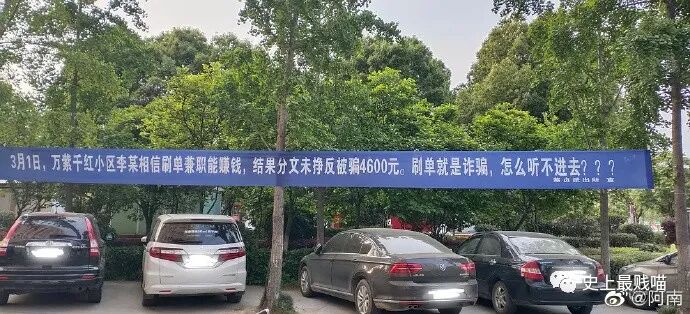 3月1日，万紫千红小区李某相信刷单兼职能赚钱，结果分文未挣反被骗4600元。刷单就是诈骗，怎么听不进去？？？
史上最贱喵
@阿南